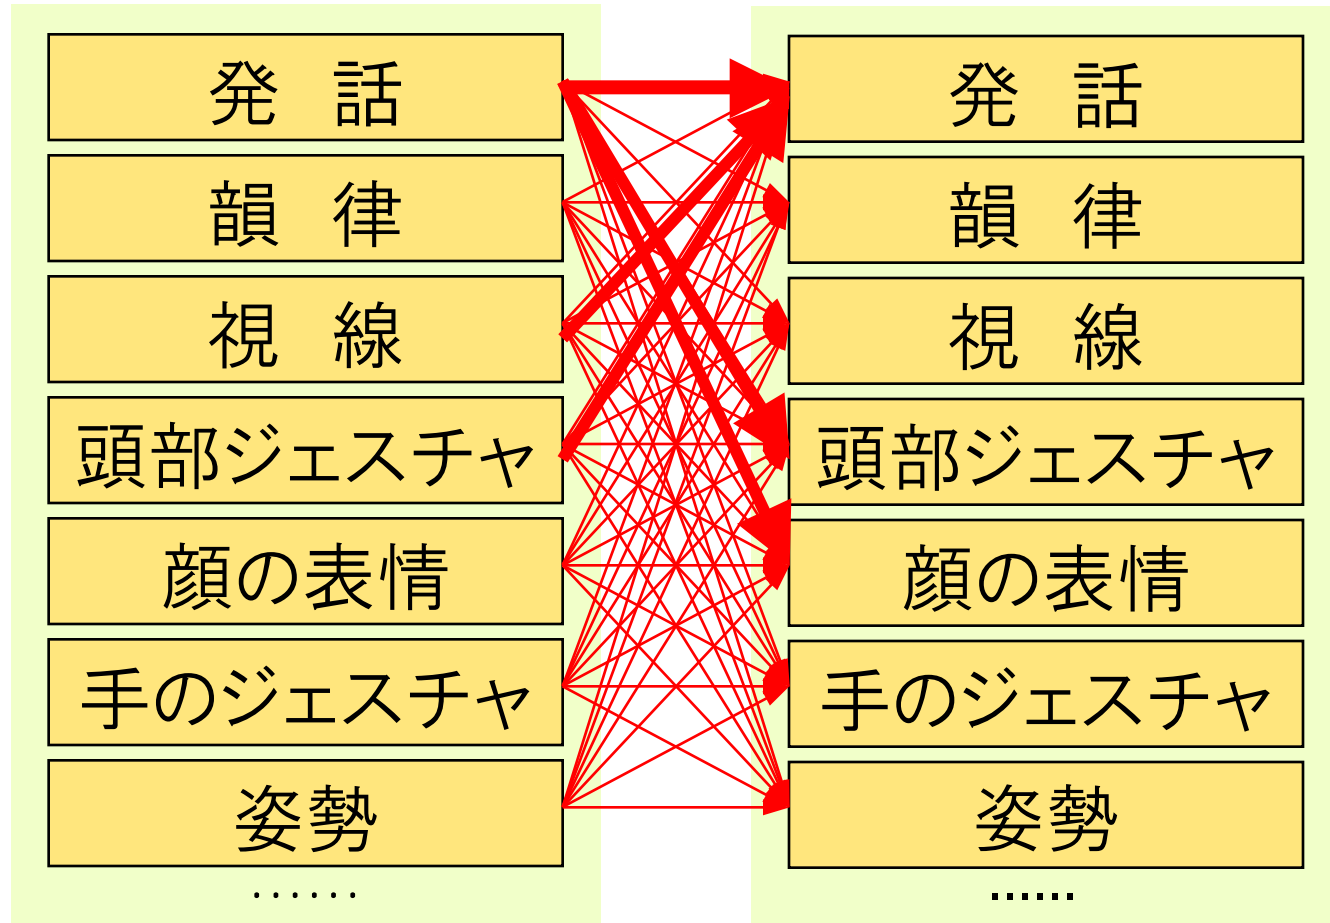 発 話
韻 律
視 線
頭部ジェスチャ
顔の表情
手のジェスチャ
姿勢
‥‥‥
発 話
韻 律
視 線
頭部ジェスチャ
顔の表情
手のジェスチャ
姿勢
……